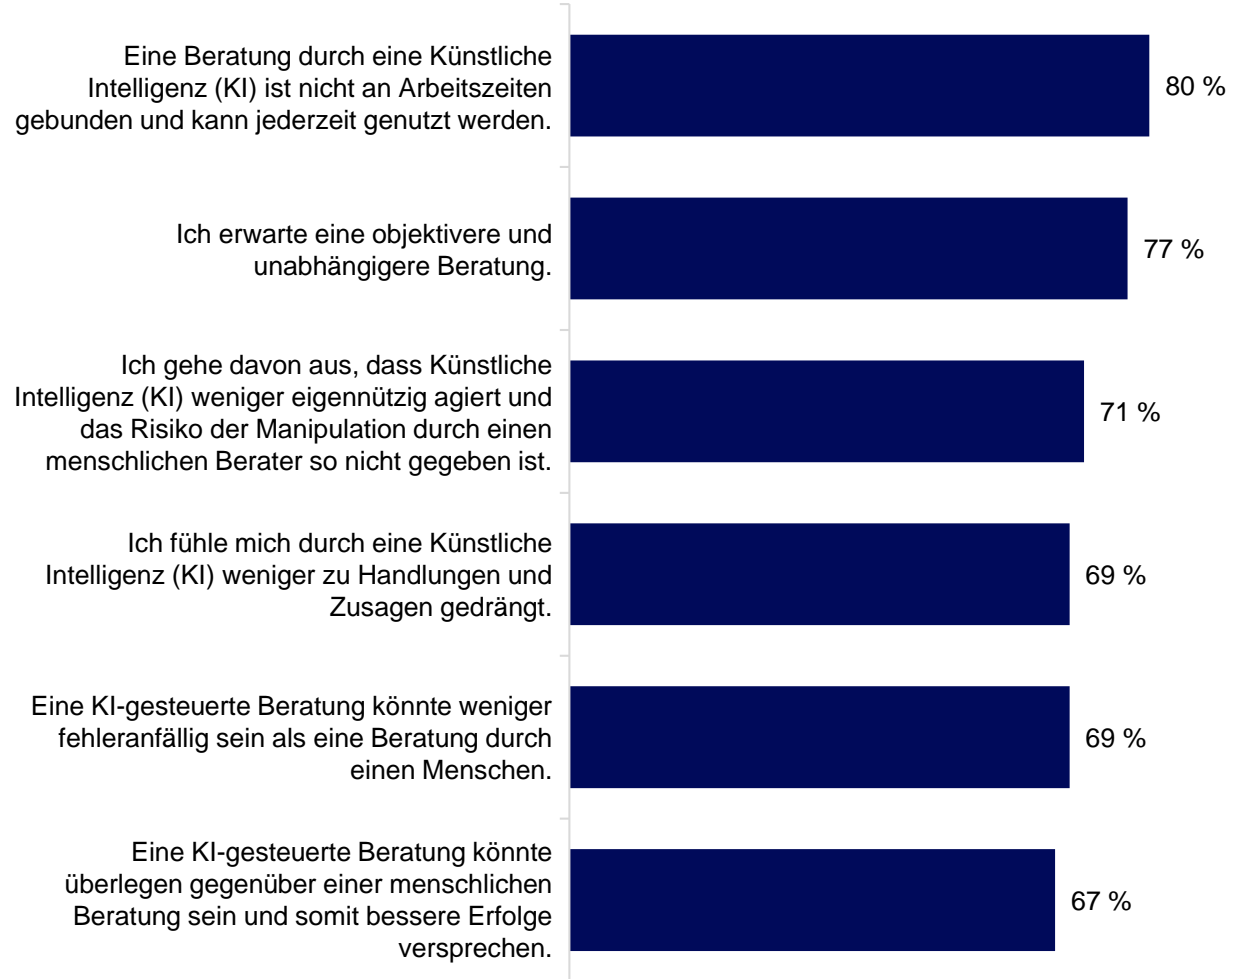 Eine Beratung durch eine Künstliche
Intelligenz (KI) ist nicht an Arbeitszeiten
gebunden und kann jederzeit genutzt werden.
80 %
Ich erwarte eine objektivere und
unabhängigere Beratung.
77 %
Ich gehe davon aus, dass Künstliche
Intelligenz (KI) weniger eigennützig agiert und
das Risiko der Manipulation durch einen
menschlichen Berater so nicht gegeben ist.
71 %
Ich fühle mich durch eine Künstliche
Intelligenz (KI) weniger zu Handlungen und
Zusagen gedrängt.
69 %
Eine KI-gesteuerte Beratung könnte weniger
fehleranfällig sein als eine Beratung durch
einen Menschen.
69 %
Eine KI-gesteuerte Beratung könnte
überlegen gegenüber einer menschlichen
Beratung sein und somit bessere Erfolge
versprechen.
67 %